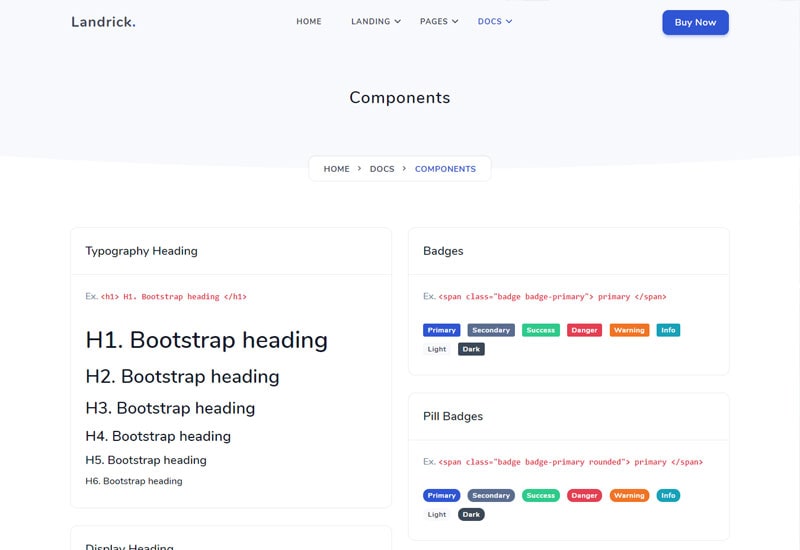 Landrick.
HOME LANDING PAGES DOCS
Buy Now
Components
HOME > DOCS > COMPONENTS
Typography Heading
Ex. <h1> H1. Bootstrap heading </h1>
H1. Bootstrap heading
H2. Bootstrap heading
H3. Bootstrap heading
H4. Bootstrap heading
H5. Bootstrap heading
H6. Bootstrap heading
Display Heading
Badges
Ex. <span class="badge badge-primary"> primary </span>
Primary Secondary Success Danger Warning Info
Light Dark
Pill Badges
Ex. <span class="badge badge-primary rounded"> primary </span>
Primary Secondary Success Danger Warning Info
Light Dark